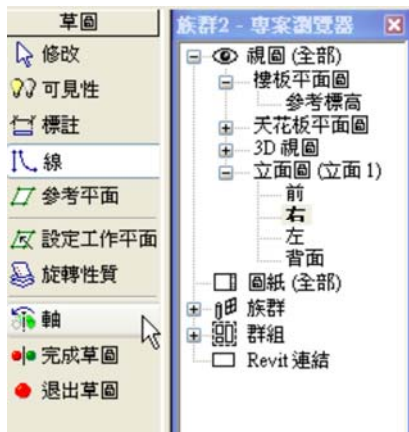 草圖
修改
可見性
標註
線
參考平面
設定工作平面
旋轉性質
軸
完成草圖
退出草圖
族群2 - 專案瀏覽器
視圖 (全部)
樓板平面圖
參考標高
天花板平面圖
3D 視圖
立面圖 (立面 1)
前
右
左
背面
圖紙 (全部)
族群
群組
Revit 連結